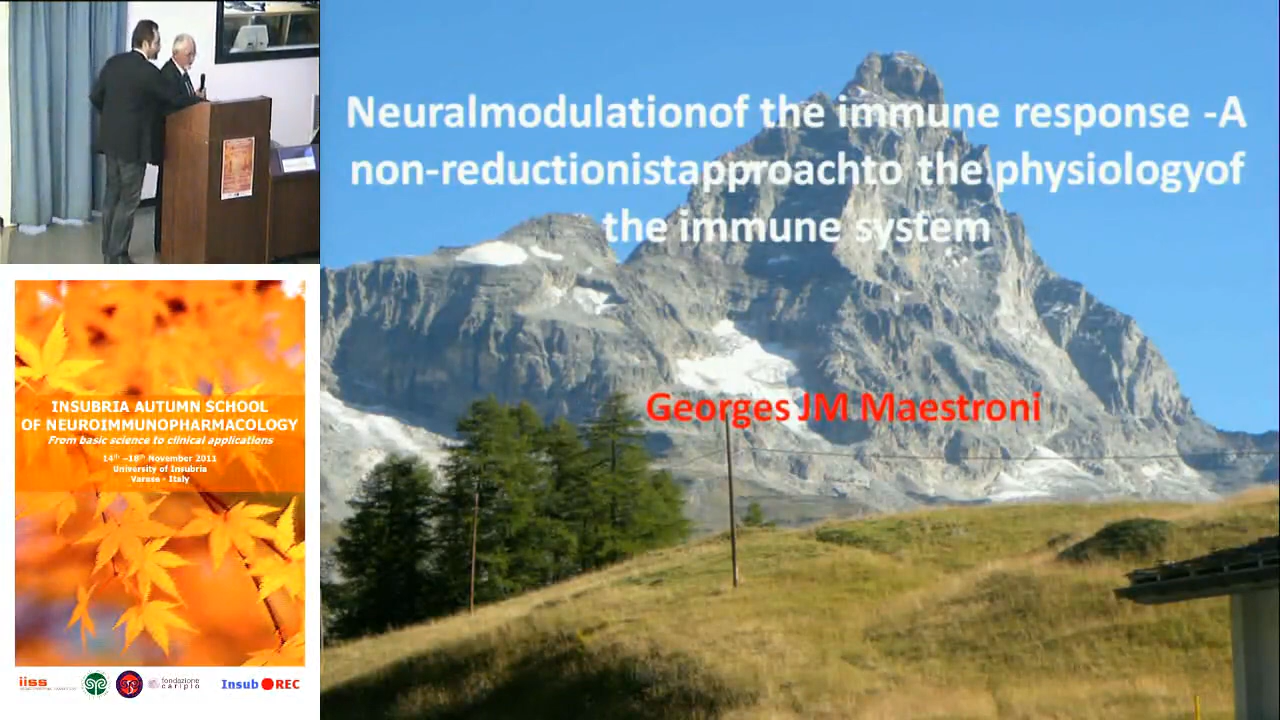 Neuralmodulationof the immune response -A
non-reductionistapproachto the physiologyof
the immune system
Georges JM Maestroni
INSUBRIA AUTUMN SCHOOL
OF NEUROIMMUNOPHARMACOLOGY
From basic science to clinical applications
14th –18th November 2011
University of Insubria
Varese - Italy
iiss
fondazione
cariplo
Insub REC